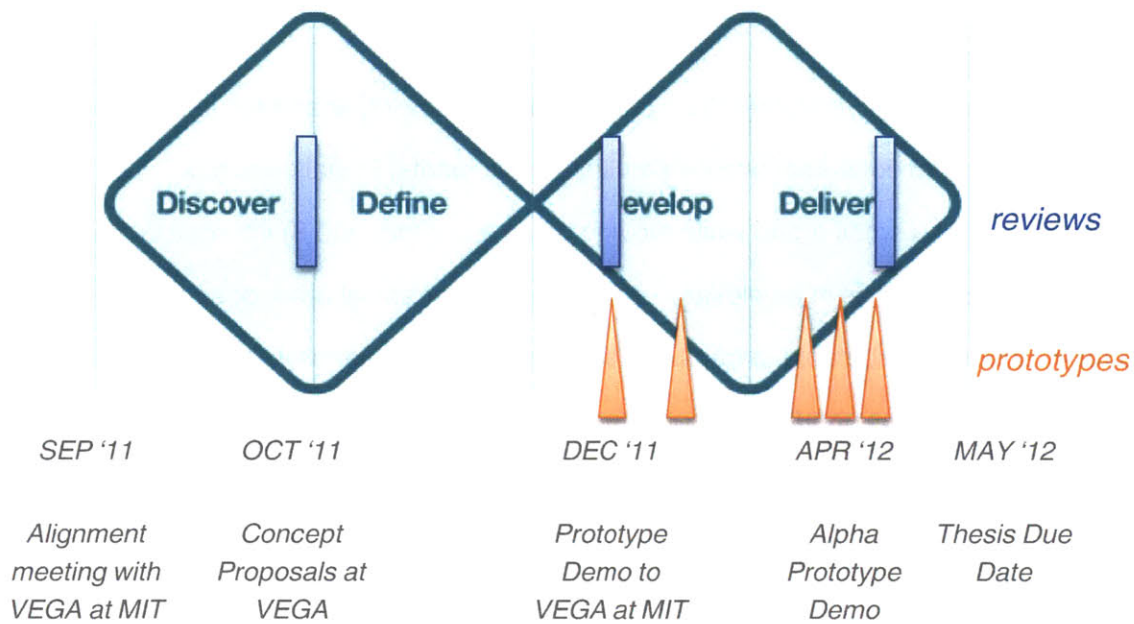 Discover
Define
evelop
Deliver
reviews
prototypes
SEP ‘11
OCT ‘11
DEC ‘11
APR ‘12
MAY ‘12
Alignment
meeting with
VEGA at MIT
Concept
Proposals at
VEGA
Prototype
Demo to
VEGA at MIT
Alpha
Prototype
Demo
Thesis Due
Date